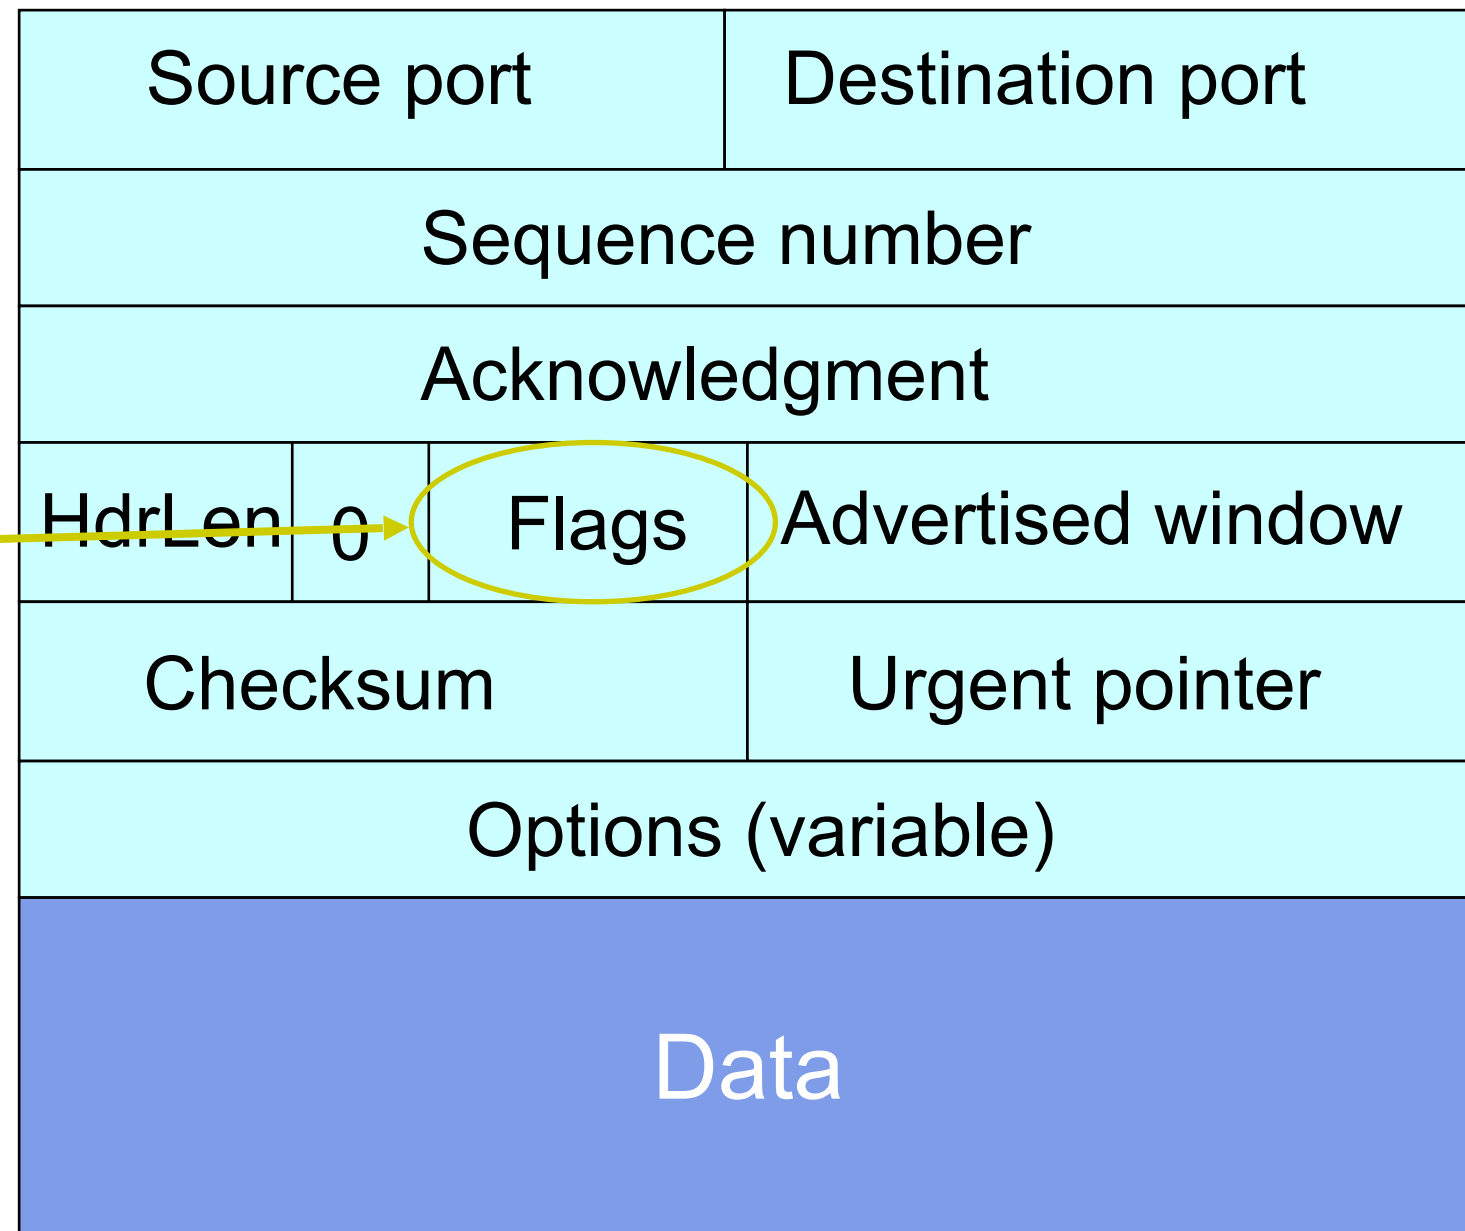 Source port Destination port
Sequence number
Acknowledgment
HdrLen 0 Flags Advertised window
Checksum Urgent pointer
Options (variable)
Data